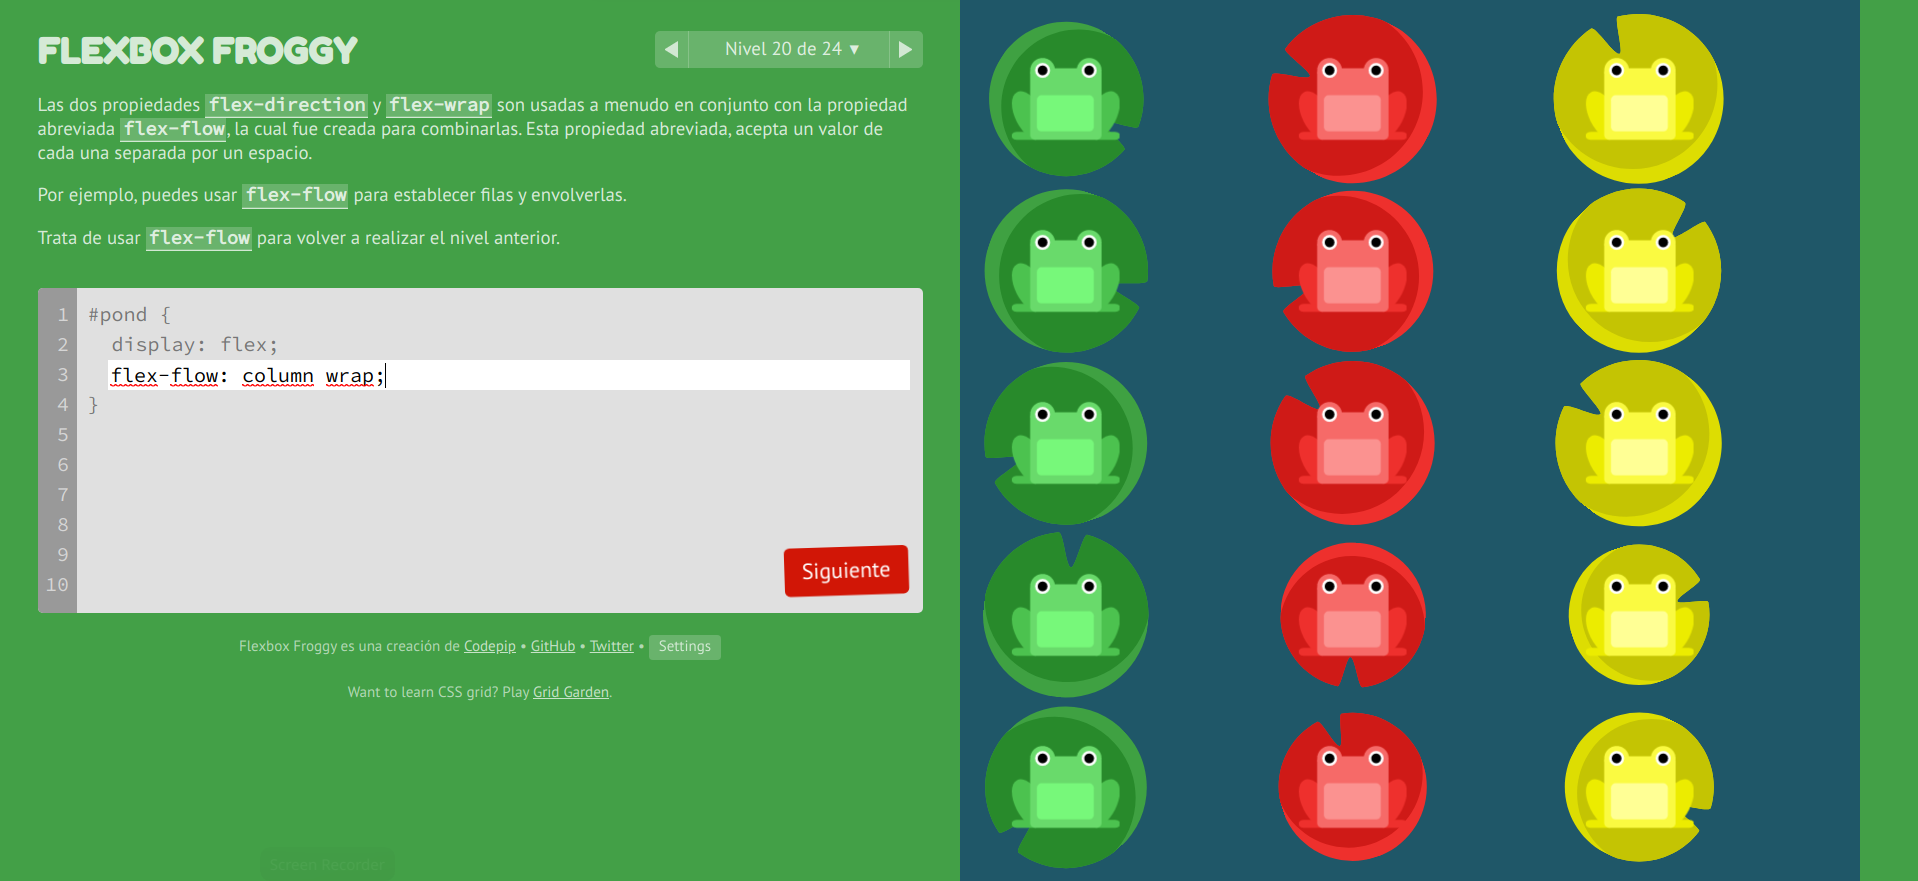 FLEXBOX FROGGY
◀ Nivel 20 de 24 ▾ ▶
Las dos propiedades flex-direction y flex-wrap son usadas a menudo en conjunto con la propiedad
abreviada flex-flow, la cual fue creada para combinarlas. Esta propiedad abreviada, acepta un valor de
cada una separada por un espacio.
Por ejemplo, puedes usar flex-flow para establecer filas y envolverlas.
Trata de usar flex-flow para volver a realizar el nivel anterior.
1 #pond {
2 display: flex;
3 flex-flow: column wrap;
4 }
5
6
7
8
9
10
Siguiente
Flexbox Froggy es una creación de Codepip • GitHub • Twitter • Settings
Want to learn CSS grid? Play Grid Garden.
Screen Recorder